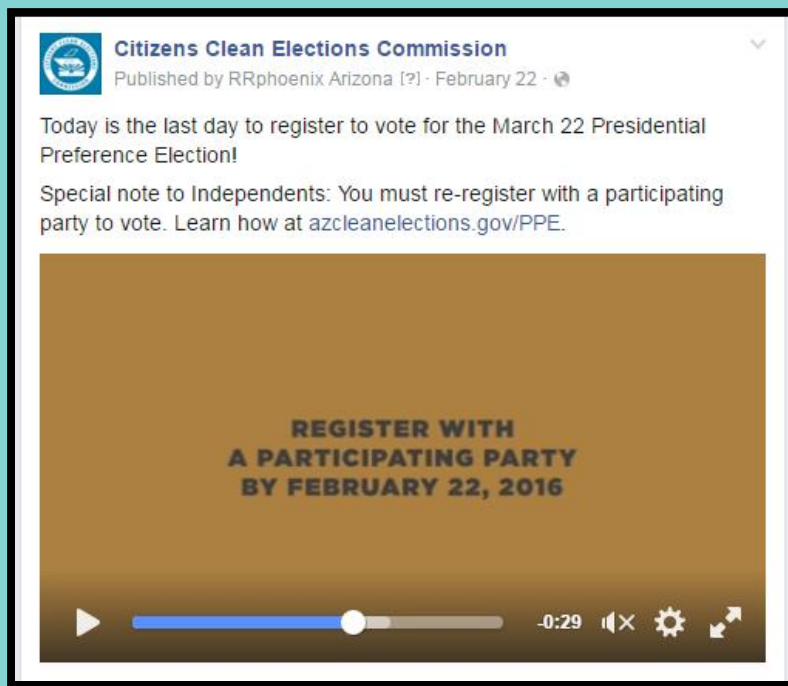 Citizens Clean Elections Commission
Published by RRphoenix Arizona [?] · February 22 ·
Today is the last day to register to vote for the March 22 Presidential
Preference Election!
Special note to Independents: You must re-register with a participating
party to vote. Learn how at azcleanelections.gov/PPE.
REGISTER WITH
A PARTICIPATING PARTY
BY FEBRUARY 22, 2016
-0:29